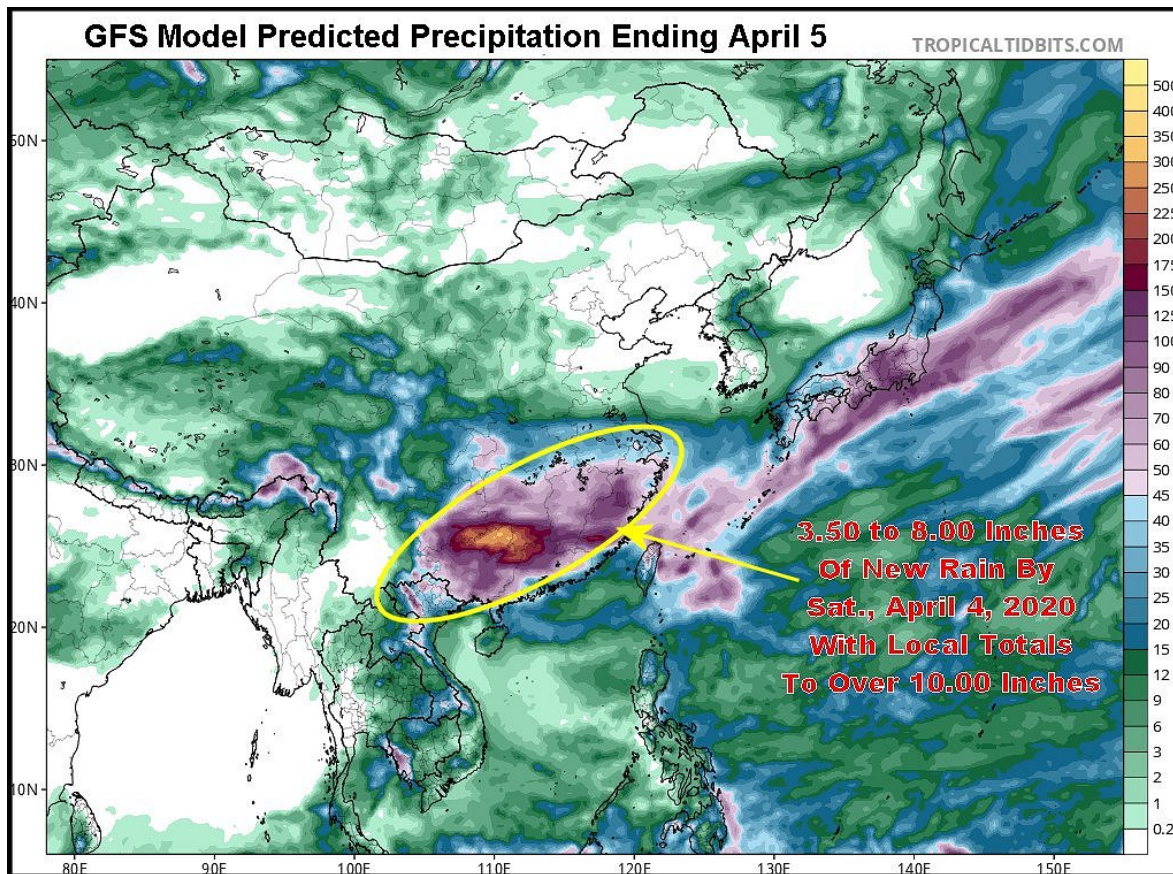 GFS Model Predicted Precipitation Ending April 5
TROPICALTIDBITS.COM
50N
40N
30N
20N
10N
80E
90E
100E
110E
120E
130E
140E
150E
3.50 to 8.00 Inches
Of New Rain By
Sat., April 4, 2020
With Local Totals
To Over 10.00 Inches
500
400
350
300
250
225
200
175
150
125
100
90
80
70
60
50
45
40
35
30
25
20
15
12
9
6
3
2
1
0.2